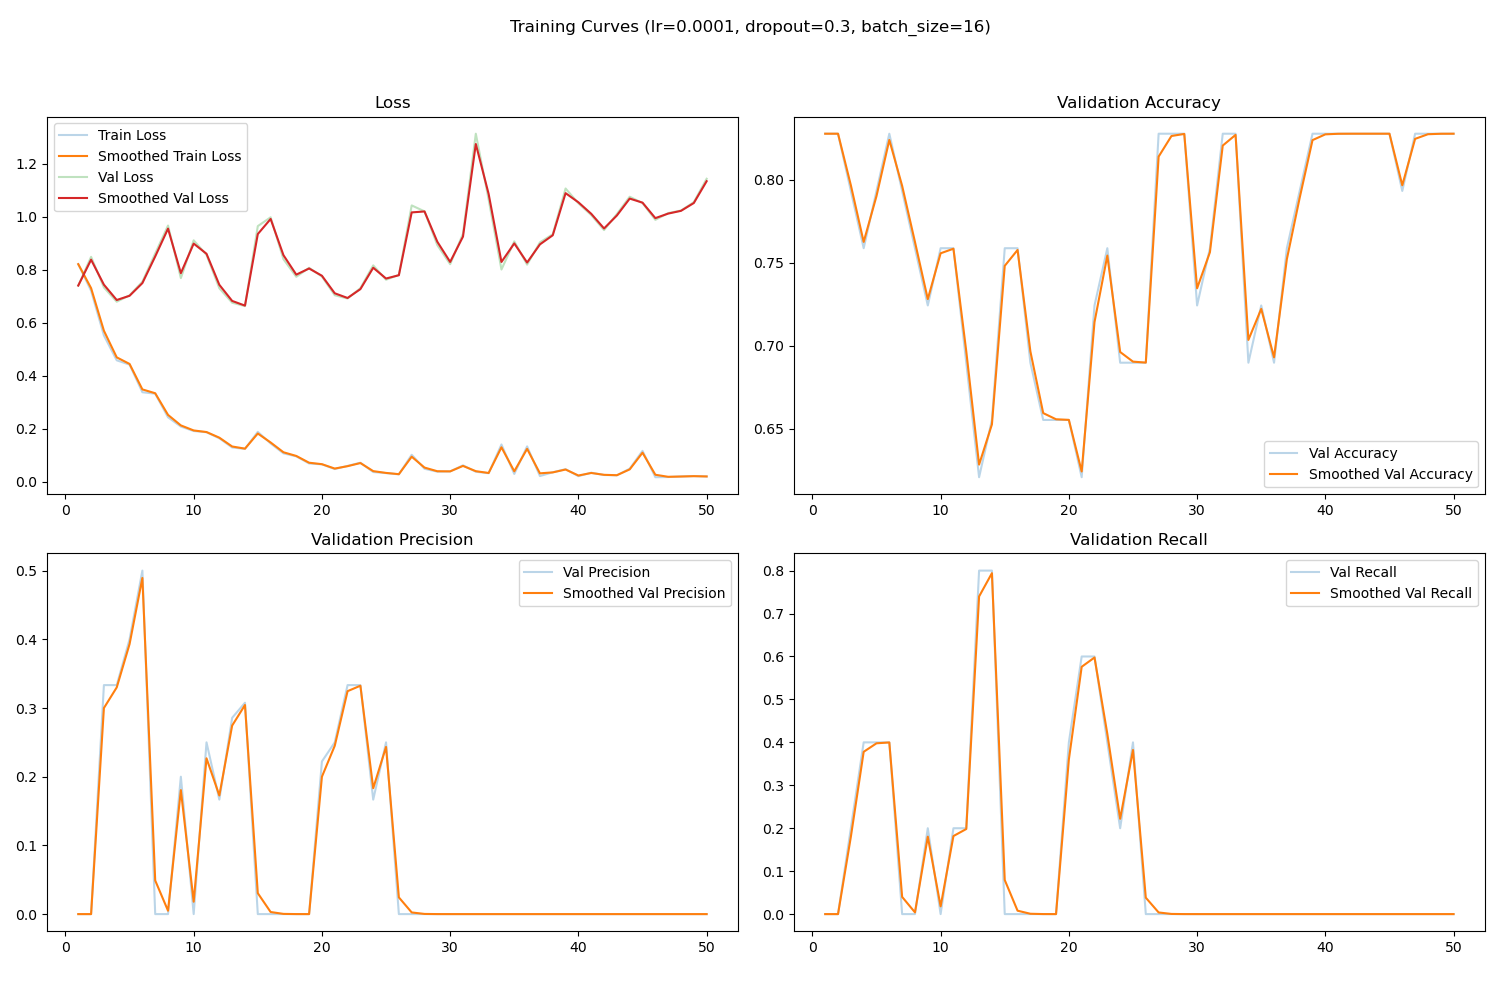 Training Curves (lr=0.0001, dropout=0.3, batch_size=16)
Loss
Train Loss
Smoothed Train Loss
Val Loss
Smoothed Val Loss
1.2
1.0
0.8
0.6
0.4
0.2
0.0
0 10 20 30 40 50
Validation Accuracy
0.80
0.75
0.70
0.65
Val Accuracy
Smoothed Val Accuracy
0 10 20 30 40 50
Validation Precision
Val Precision
Smoothed Val Precision
0.5
0.4
0.3
0.2
0.1
0.0
0 10 20 30 40 50
Validation Recall
Val Recall
Smoothed Val Recall
0.8
0.7
0.6
0.5
0.4
0.3
0.2
0.1
0.0
0 10 20 30 40 50